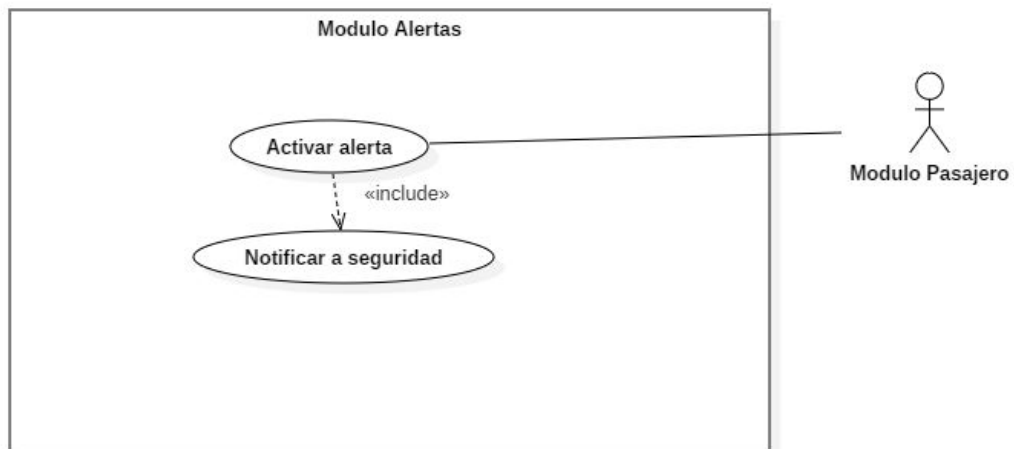 Modulo Alertas
Activar alerta
«include»
Modulo Pasajero
Notificar a seguridad